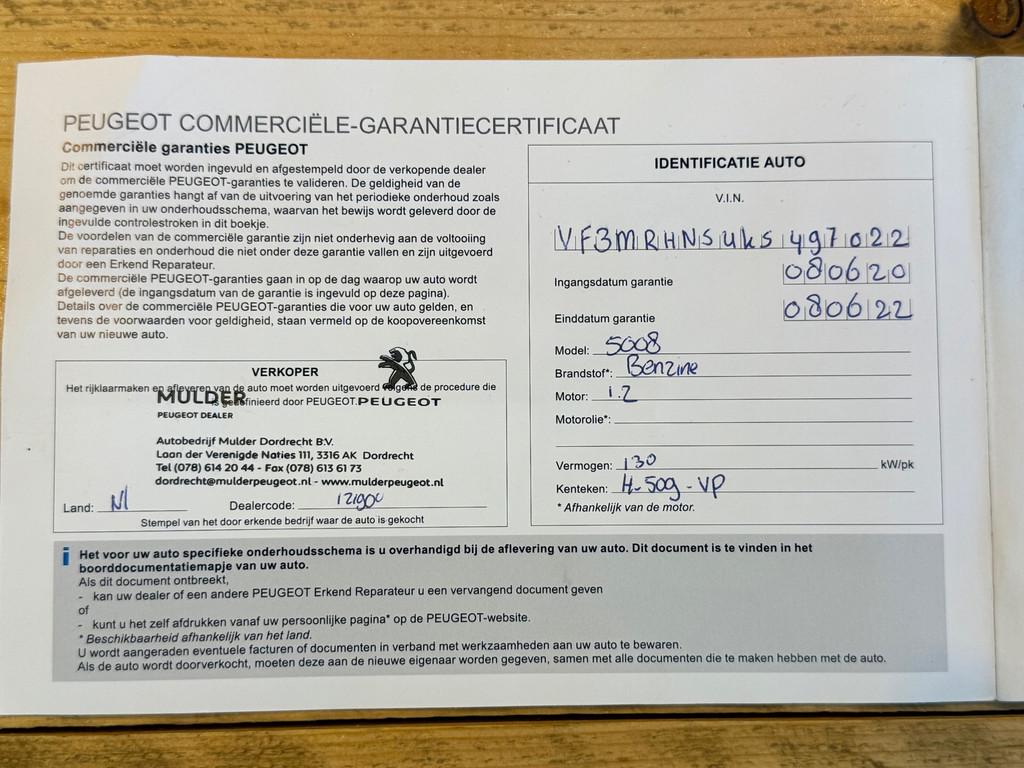 PEUGEOT COMMERCIËLE-GARANTIECERTIFICAAT
Commerciële garanties PEUGEOT
Dit certificaat moet worden ingevuld en afgestempeld door de verkopende dealer
om de commerciële PEUGEOT-garanties te valideren. De geldigheid van de
genoemde garanties hangt af van de uitvoering van het periodieke onderhoud zoals
aangegeven in uw onderhoudsschema, waarvan het bewijs wordt geleverd door de
ingevulde controlestroken in dit boekje.
De voordelen van de commerciële garantie zijn niet onderhevig aan de voltooiing
van reparaties en onderhoud die niet onder deze garantie vallen en zijn uitgevoerd
door een Erkend Reparateur.
De commerciële PEUGEOT-garanties gaan in op de dag waarop uw auto wordt
afgeleverd (de ingangsdatum van de garantie is ingevuld op deze pagina).
Details over de commerciële PEUGEOT-garanties die voor uw auto gelden, en
tevens de voorwaarden voor geldigheid, staan vermeld op de koopovereenkomst
van uw nieuwe auto.
VERKOPER
Het rijklaarmaken en afleveren van de auto moet worden uitgevoerd volgens de procedure die
is gedefinieerd door PEUGEOT.
MULDER
PEUGEOT
PEUGEOT DEALER
Autobedrijf Mulder Dordrecht B.V.
Laan der Verenigde Naties 111, 3316 AK Dordrecht
Tel (078) 614 20 44 - Fax (078) 613 61 73
dordrecht@mulderpeugeot.nl - www.mulderpeugeot.nl
Land: Nl Dealercode: 121900
Stempel van het door erkende bedrijf waar de auto is gekocht
IDENTIFICATIE AUTO
V.I.N.
VF3MRHNSUKS497022
Ingangsdatum garantie 080620
Einddatum garantie 080622
Model: 5008
Brandstof*: Benzine
Motor: 1.2
Motorolie*:
Vermogen: 130 kW/pk
Kenteken: H-509-VP
* Afhankelijk van de motor.
i Het voor uw auto specifieke onderhoudsschema is u overhandigd bij de aflevering van uw auto. Dit document is te vinden in het
boorddocumentatiemapje van uw auto.
Als dit document ontbreekt,
- kan uw dealer of een andere PEUGEOT Erkend Reparateur u een vervangend document geven
of
- kunt u het zelf afdrukken vanaf uw persoonlijke pagina* op de PEUGEOT-website.
* Beschikbaarheid afhankelijk van het land.
U wordt aangeraden eventuele facturen of documenten in verband met werkzaamheden aan uw auto te bewaren.
Als de auto wordt doorverkocht, moeten deze aan de nieuwe eigenaar worden gegeven, samen met alle documenten die te maken hebben met de auto.